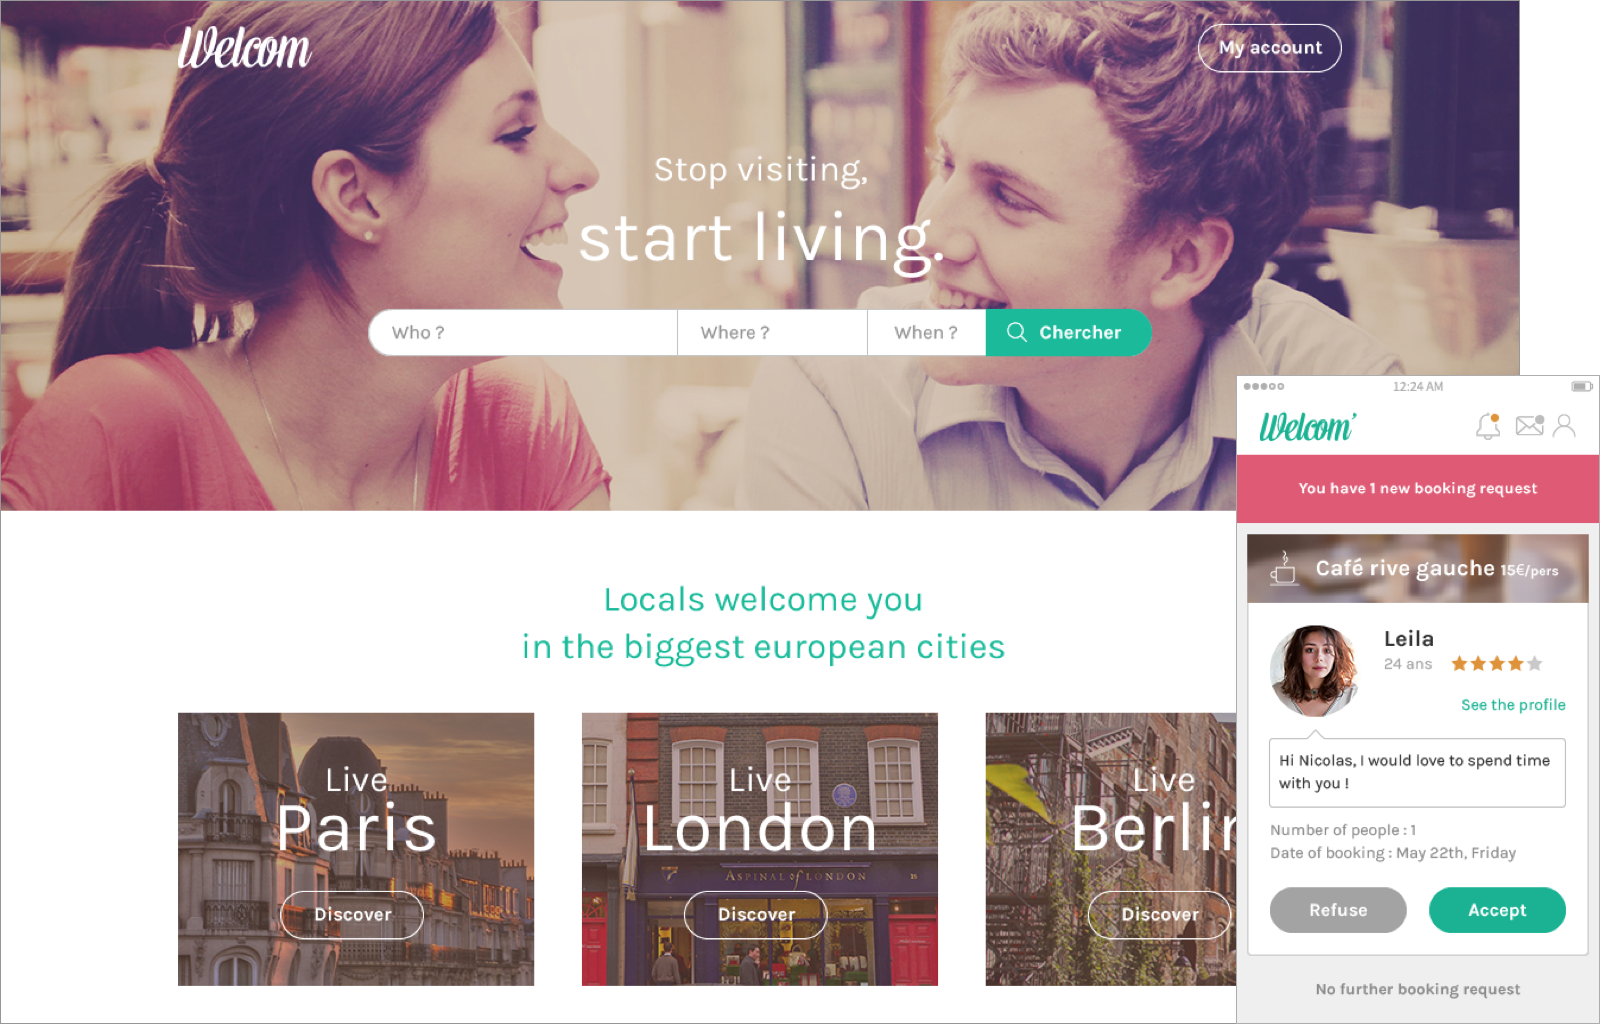 Welcom
My account
Stop visiting,
start living.
Who ?
Where ?
When ?
Chercher
Locals welcome you
in the biggest european cities
Live
Paris
Discover
Live
London
ASPINAL of LONDON
Discover
Live
Berlin
Discover
12:24 AM
Welcom'
You have 1 new booking request
Café rive gauche 15€/pers
Leila
24 ans
See the profile
Hi Nicolas, I would love to spend time
with you !
Number of people : 1
Date of booking : May 22th, Friday
Refuse
Accept
No further booking request